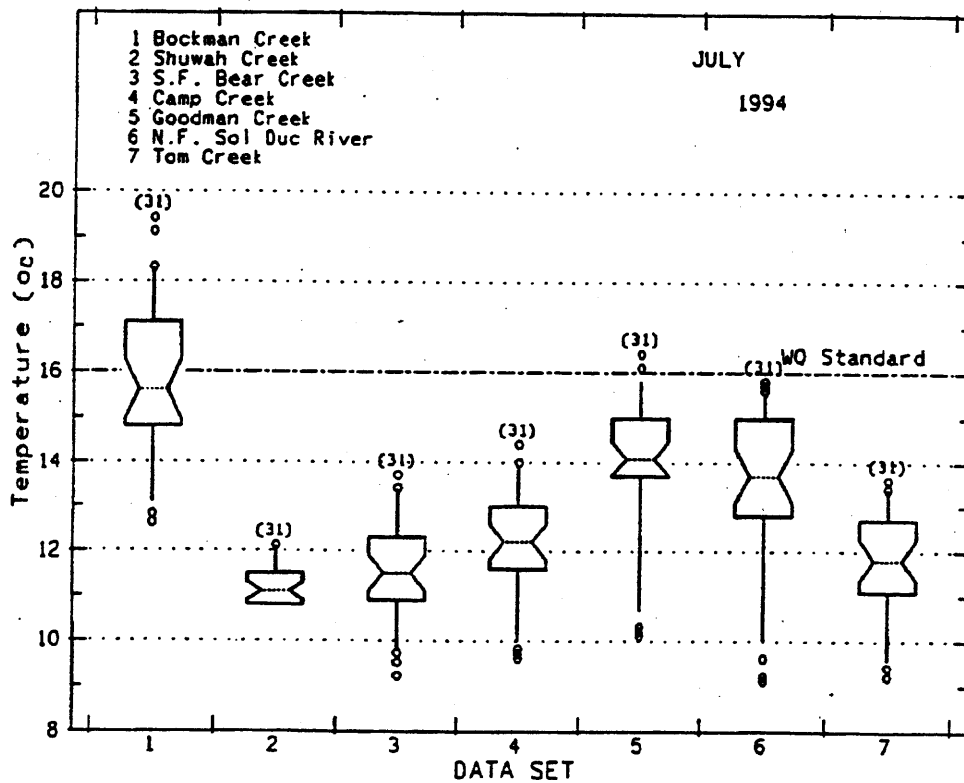 1 Bockman Creek
2 Shuwah Creek
3 S.F. Bear Creek
4 Camp Creek
5 Goodman Creek
6 N.F. Sol Duc River
7 Tom Creek
JULY
1994
20
18
16
14
12
10
8
Temperature (oc)
(31)
(31)
(31)
(31)
(31)
(31)
(31)
WQ Standard
1 2 3 4 5 6 7
DATA SET